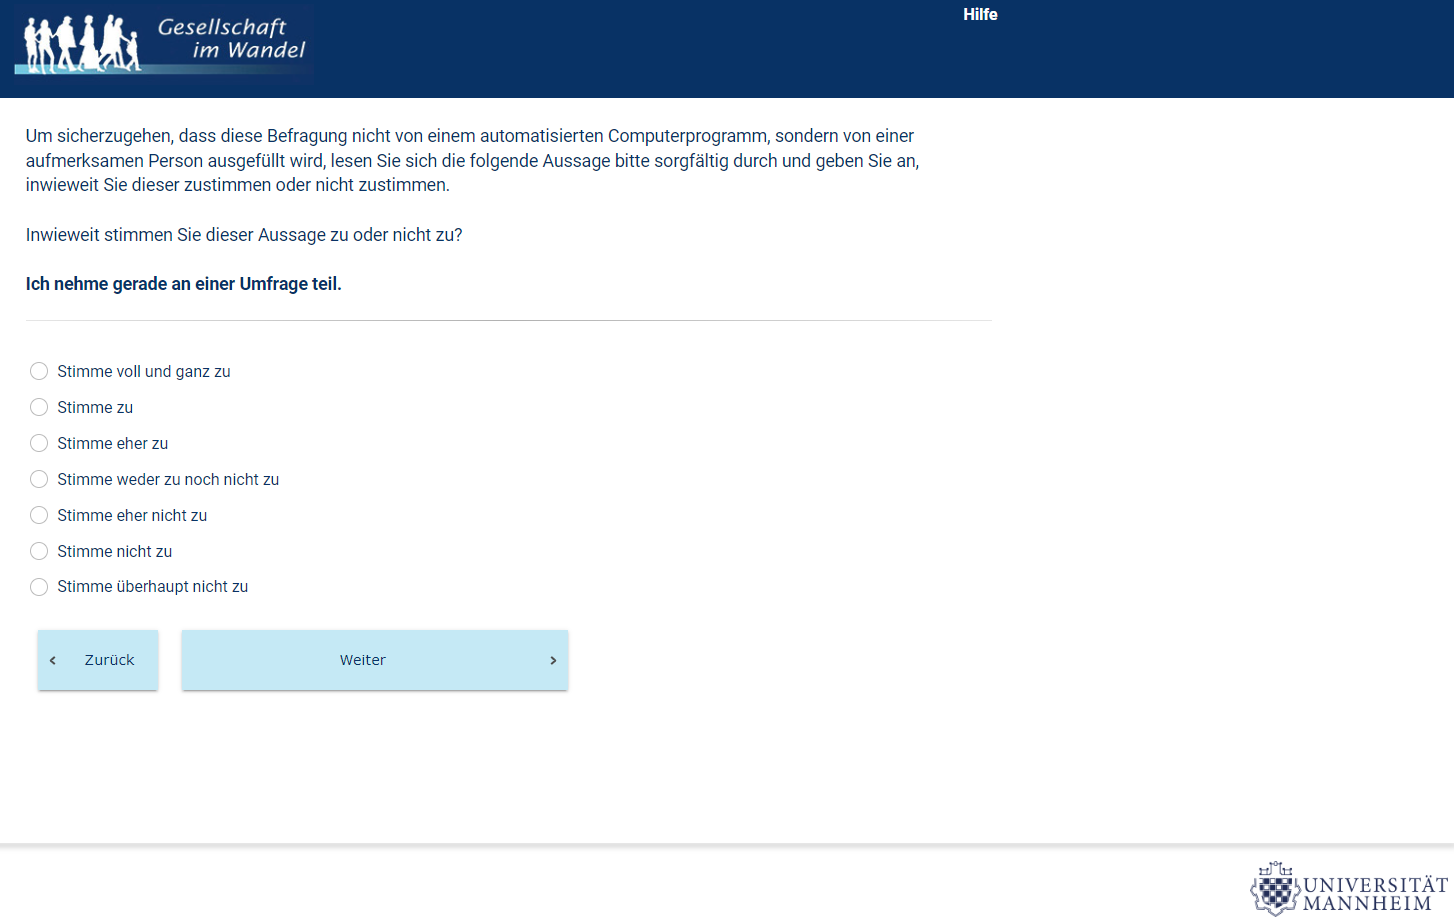 Gesellschaft
im Wandel
Hilfe
Um sicherzugehen, dass diese Befragung nicht von einem automatisierten Computerprogramm, sondern von einer
aufmerksamen Person ausgefüllt wird, lesen Sie sich die folgende Aussage bitte sorgfältig durch und geben Sie an,
inwieweit Sie dieser zustimmen oder nicht zustimmen.
Inwieweit stimmen Sie dieser Aussage zu oder nicht zu?
Ich nehme gerade an einer Umfrage teil.
Stimme voll und ganz zu
Stimme zu
Stimme eher zu
Stimme weder zu noch nicht zu
Stimme eher nicht zu
Stimme nicht zu
Stimme überhaupt nicht zu
Zurück
Weiter
UNIVERSITÄT
MANNHEIM